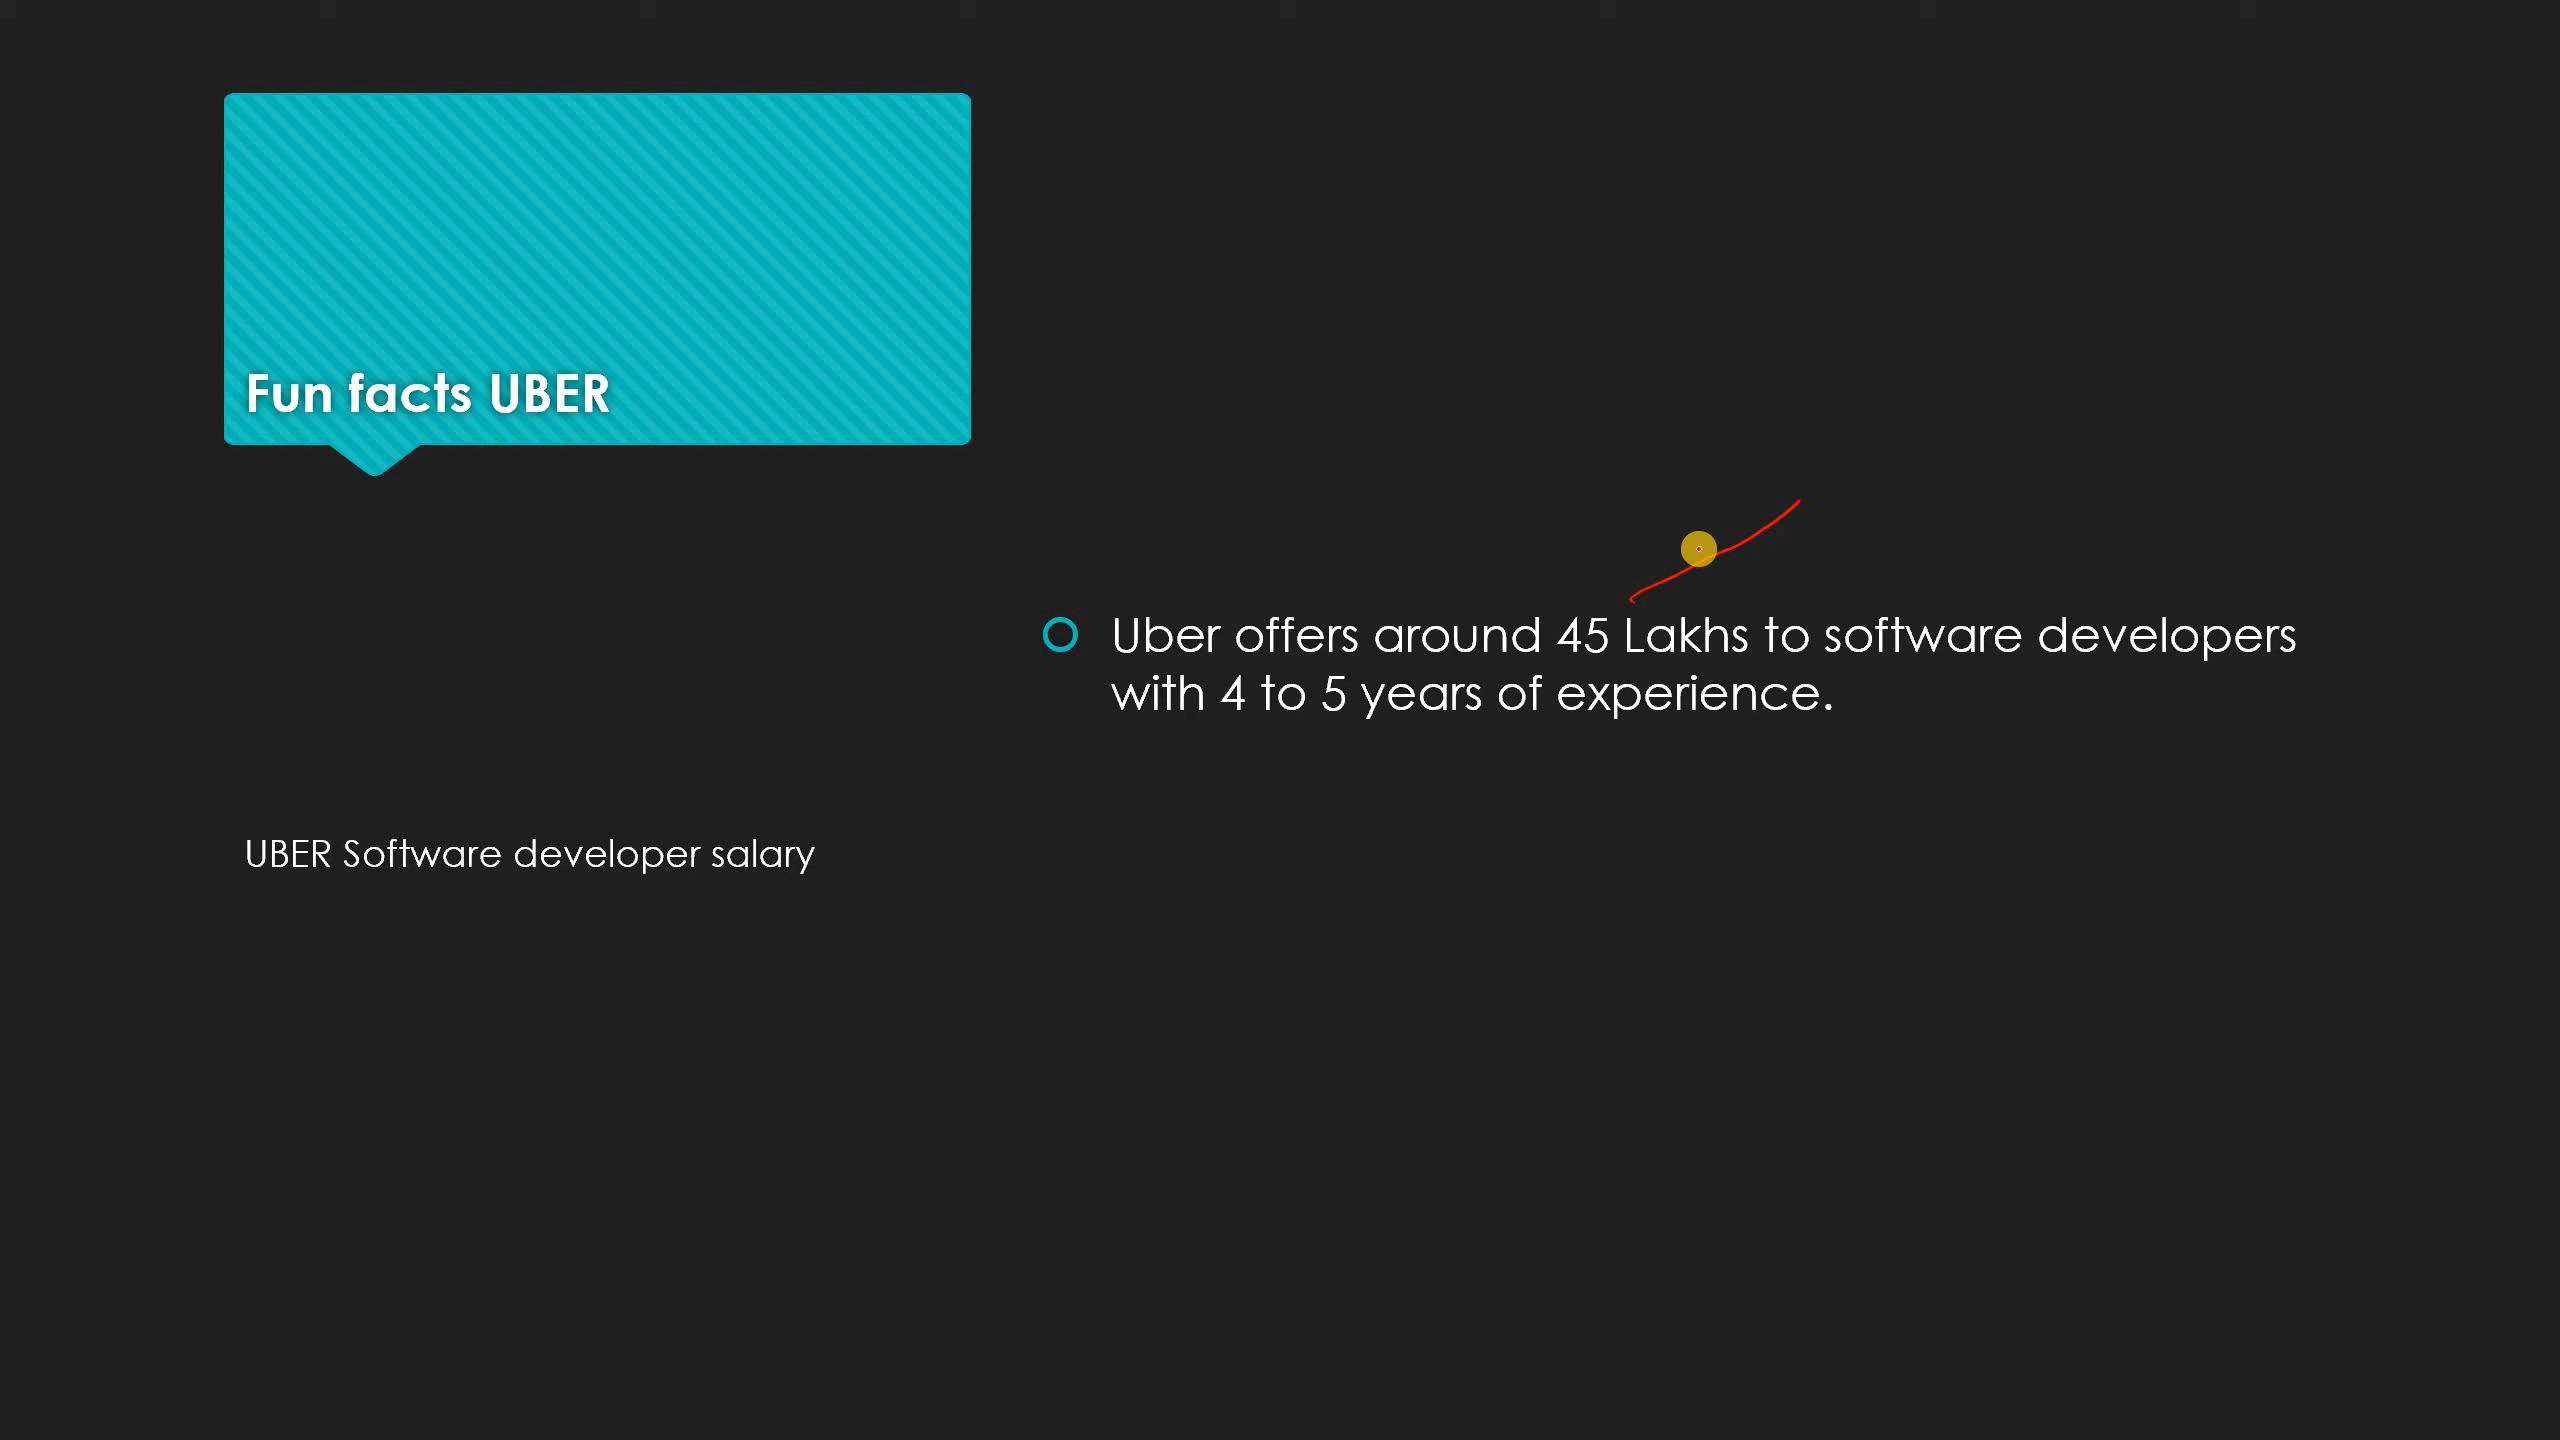 Fun facts UBER
Uber offers around 45 Lakhs to software developers
with 4 to 5 years of experience.
UBER Software developer salary